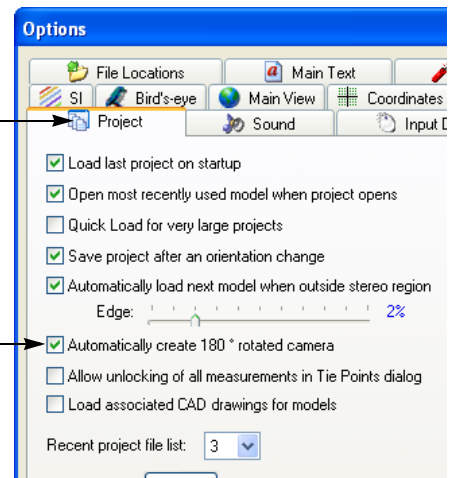 Options
File Locations
Main Text
SI
Bird's-eye
Main View
Coordinates
Project
Sound
Input D
Load last project on startup
Open most recently used model when project opens
Quick Load for very large projects
Save project after an orientation change
Automatically load next model when outside stereo region
Edge: 2%
Automatically create 180 ° rotated camera
Allow unlocking of all measurements in Tie Points dialog
Load associated CAD drawings for models
Recent project file list: 3